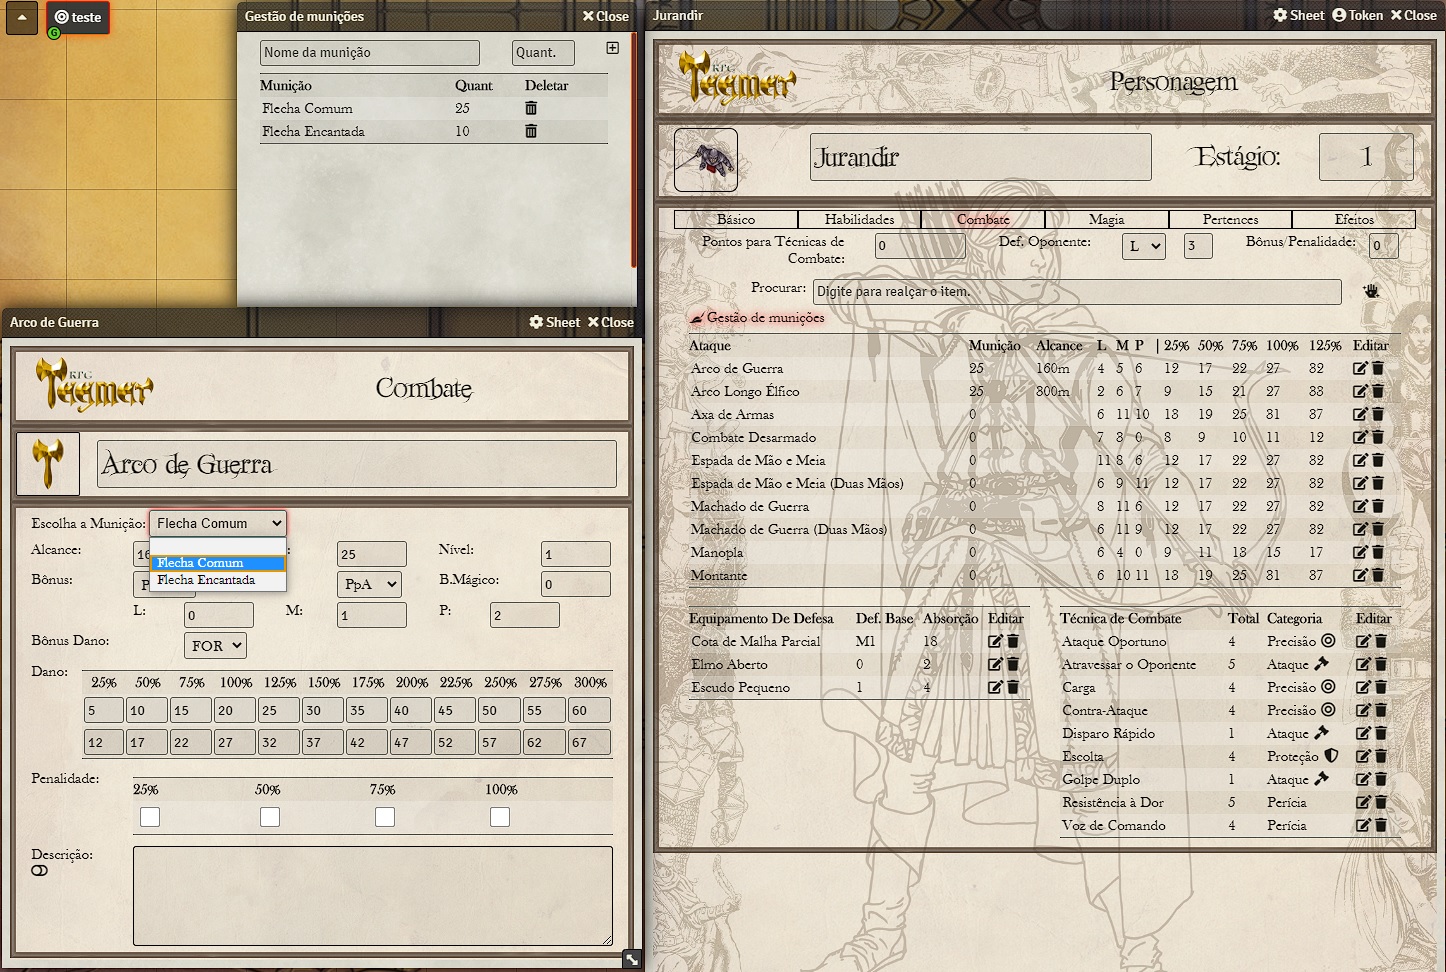 teste
G
Gestão de munições
Close
Nome da munição
Quant.
Munição Quant Deletar
Flecha Comum 25
Flecha Encantada 10
Arco de Guerra
Sheet Close
RPG
Tagmar
Combate
Arco de Guerra
Escolha a Munição: Flecha Comum
Flecha Comum
Flecha Encantada
Alcance: 16 : 25 Nível: 1
Bônus: P PpA B.Mágico: 0
L: 0 M: 1 P: 2
Bônus Dano: FOR
Dano:
25% 50% 75% 100% 125% 150% 175% 200% 225% 250% 275% 300%
5 10 15 20 25 30 35 40 45 50 55 60
12 17 22 27 32 37 42 47 52 57 62 67
Penalidade:
25% 50% 75% 100%
Descrição:
Jurandir
Sheet Token Close
RPG
Tagmar
Personagem
Jurandir
Estágio: 1
Básico Habilidades Combate Magia Pertences Efeitos
Pontos para Técnicas de Combate: 0 Def. Oponente: L 3 Bônus/Penalidade: 0
Procurar: Digite para realçar o item.
Gestão de munições
Ataque Munição Alcance L M P | 25% 50% 75% 100% 125% Editar
Arco de Guerra 25 160m 4 5 6 12 17 22 27 32
Arco Longo Élfico 25 300m 2 6 7 9 15 21 27 33
Axa de Armas 0 6 11 10 13 19 25 31 37
Combate Desarmado 0 7 3 0 8 9 10 11 12
Espada de Mão e Meia 0 11 8 6 12 17 22 27 32
Espada de Mão e Meia (Duas Mãos) 0 6 9 11 12 17 22 27 32
Machado de Guerra 0 8 11 6 12 17 22 27 32
Machado de Guerra (Duas Mãos) 0 6 11 9 12 17 22 27 32
Manopla 0 6 4 0 9 11 13 15 17
Montante 0 6 10 11 13 19 25 31 37
Equipamento De Defesa Def. Base Absorção Editar
Cota de Malha Parcial M1 18
Elmo Aberto 0 2
Escudo Pequeno 1 4
Técnica de Combate Total Categoria Editar
Ataque Oportuno 4 Precisão
Atravessar o Oponente 5 Ataque
Carga 4 Precisão
Contra-Ataque 4 Precisão
Disparo Rápido 1 Ataque
Escolta 4 Proteção
Golpe Duplo 1 Ataque
Resistência à Dor 5 Perícia
Voz de Comando 4 Perícia